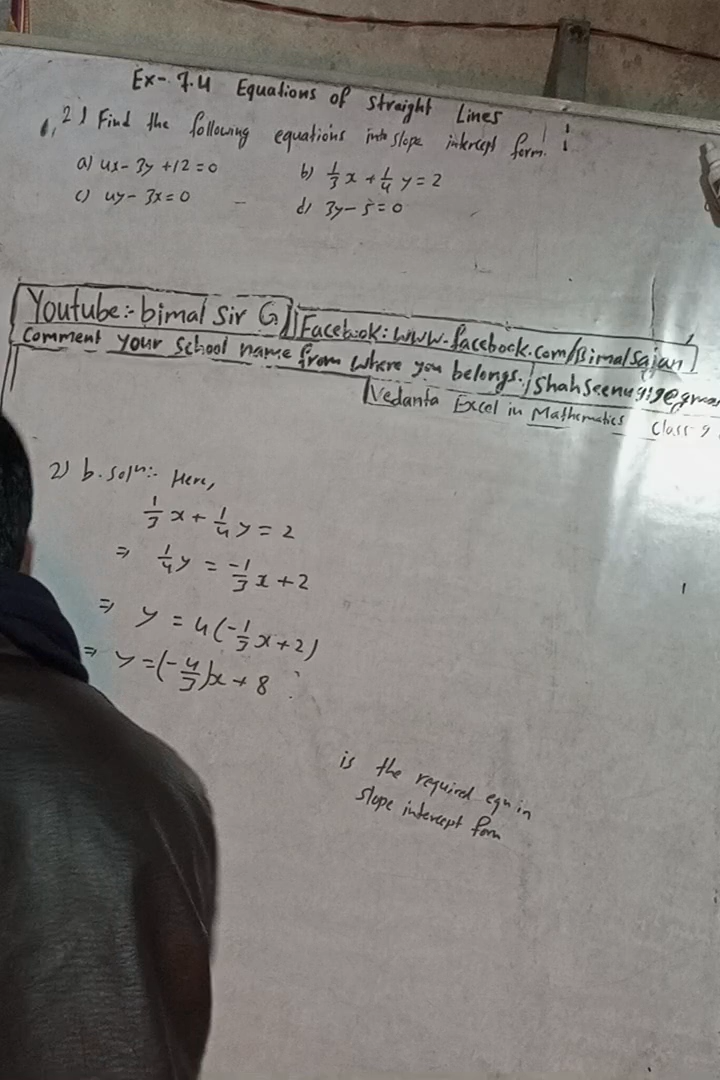 Ex- 7.4 Equations of Straight Lines
2) Find the following equations into slope intercept form.
a) 4x - 3y + 12 = 0
b) 1/3 x + 1/4 y = 2
c) 4y - 3x = 0
d) 3y - 5 = 0
Youtube:- bimal Sir G
Facebook: www.facebook.com/Bimalsajan
Comment your School name from where you belongs.
Vedanta Excel in Mathematics Class-9
2) b. Solⁿ:- Here,
1/3 x + 1/4 y = 2
⇒ 1/4 y = -1/3 x + 2
⇒ y = 4(-1/3 x + 2)
⇒ y = (-4/3)x + 8
is the required eqn in
slope intercept form